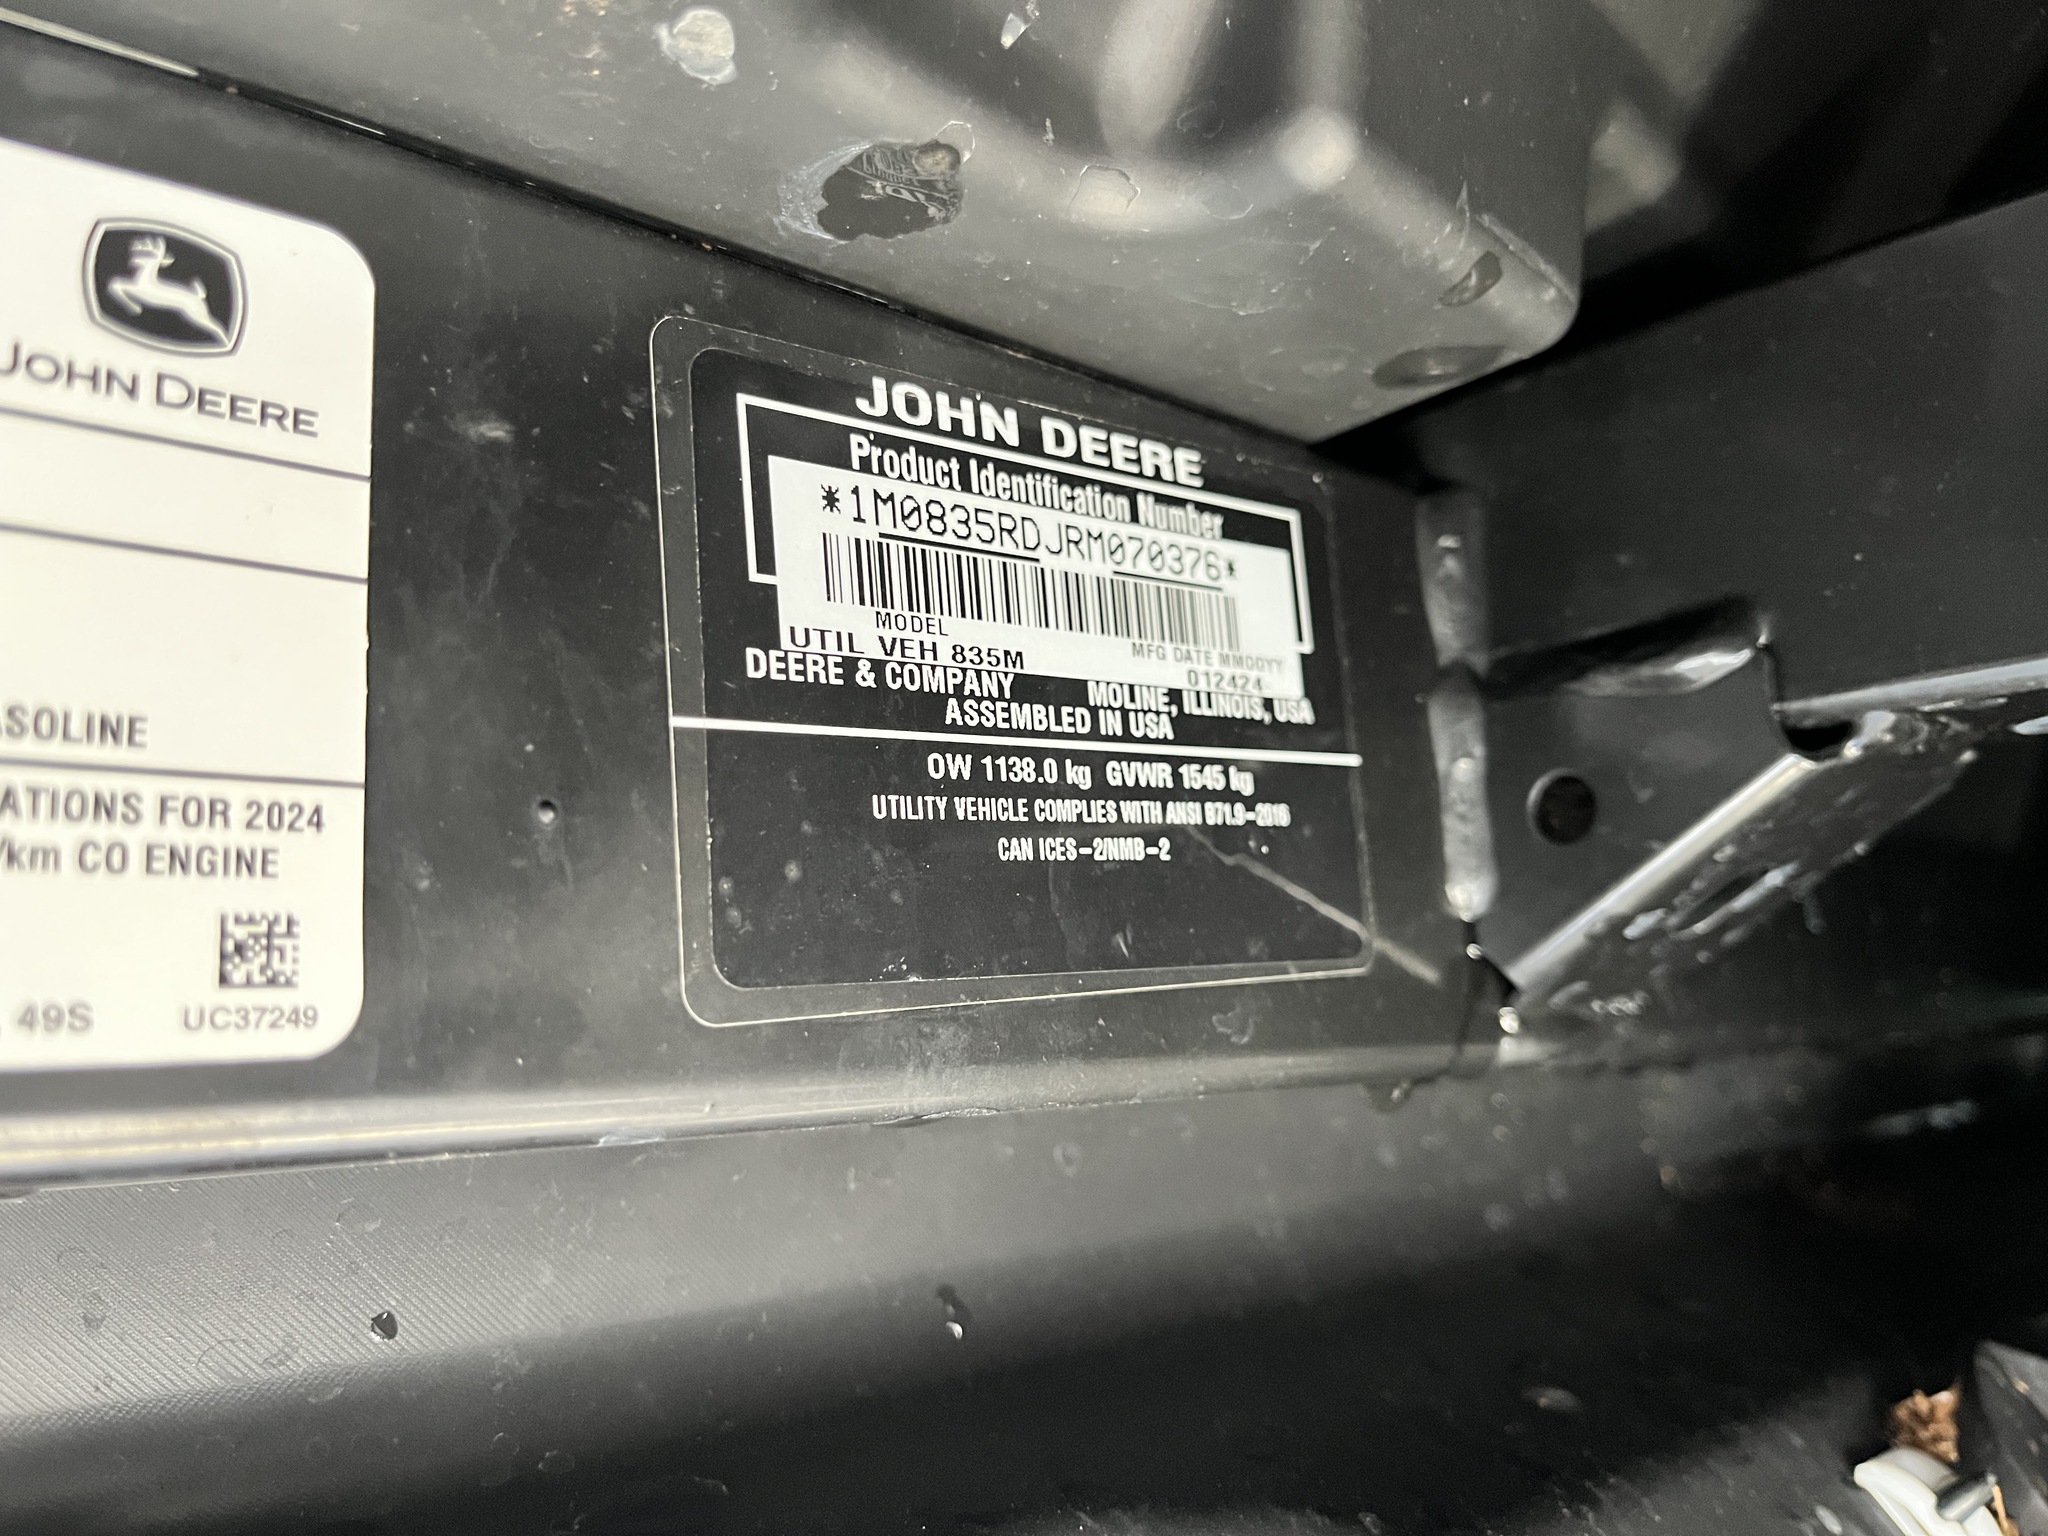 JOHN DEERE
ASOLINE
ATIONS FOR 2024
/km CO ENGINE
49S UC37249
JOHN DEERE
Product Identification Number
*1M0835RDJRM070376*
MODEL
UTIL VEH 835M
MFG DATE MMDDYY
012424
DEERE & COMPANY MOLINE, ILLINOIS, USA
ASSEMBLED IN USA
OW 1138.0 kg GVWR 1545 kg
UTILITY VEHICLE COMPLIES WITH ANSI B71.9-2016
CAN ICES-2/NMB-2